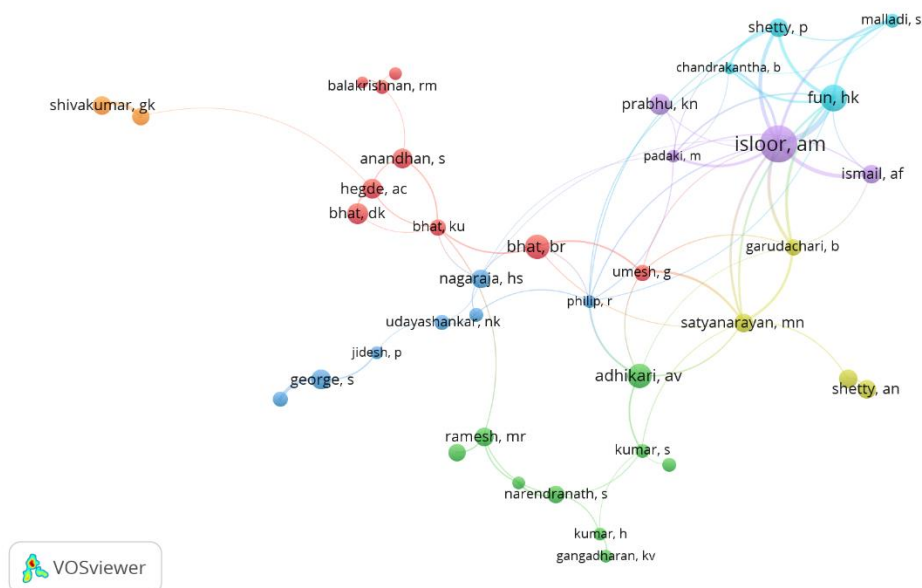 malladi, s
shetty, p
chandrakantha, b
balakrishnan, rm
fun, hk
shivakumar, gk
prabhu, kn
isloor, am
anandhan, s
padaki, m
ismail, af
hegde, ac
bhat, dk
bhat, ku
bhat, br
garudachari, b
umesh, g
nagaraja, hs
philip, r
udayashankar, nk
satyanarayan, mn
jidesh, p
george, s
adhikari, av
shetty, an
ramesh, mr
kumar, s
narendranath, s
kumar, h
gangadharan, kv
VOSviewer